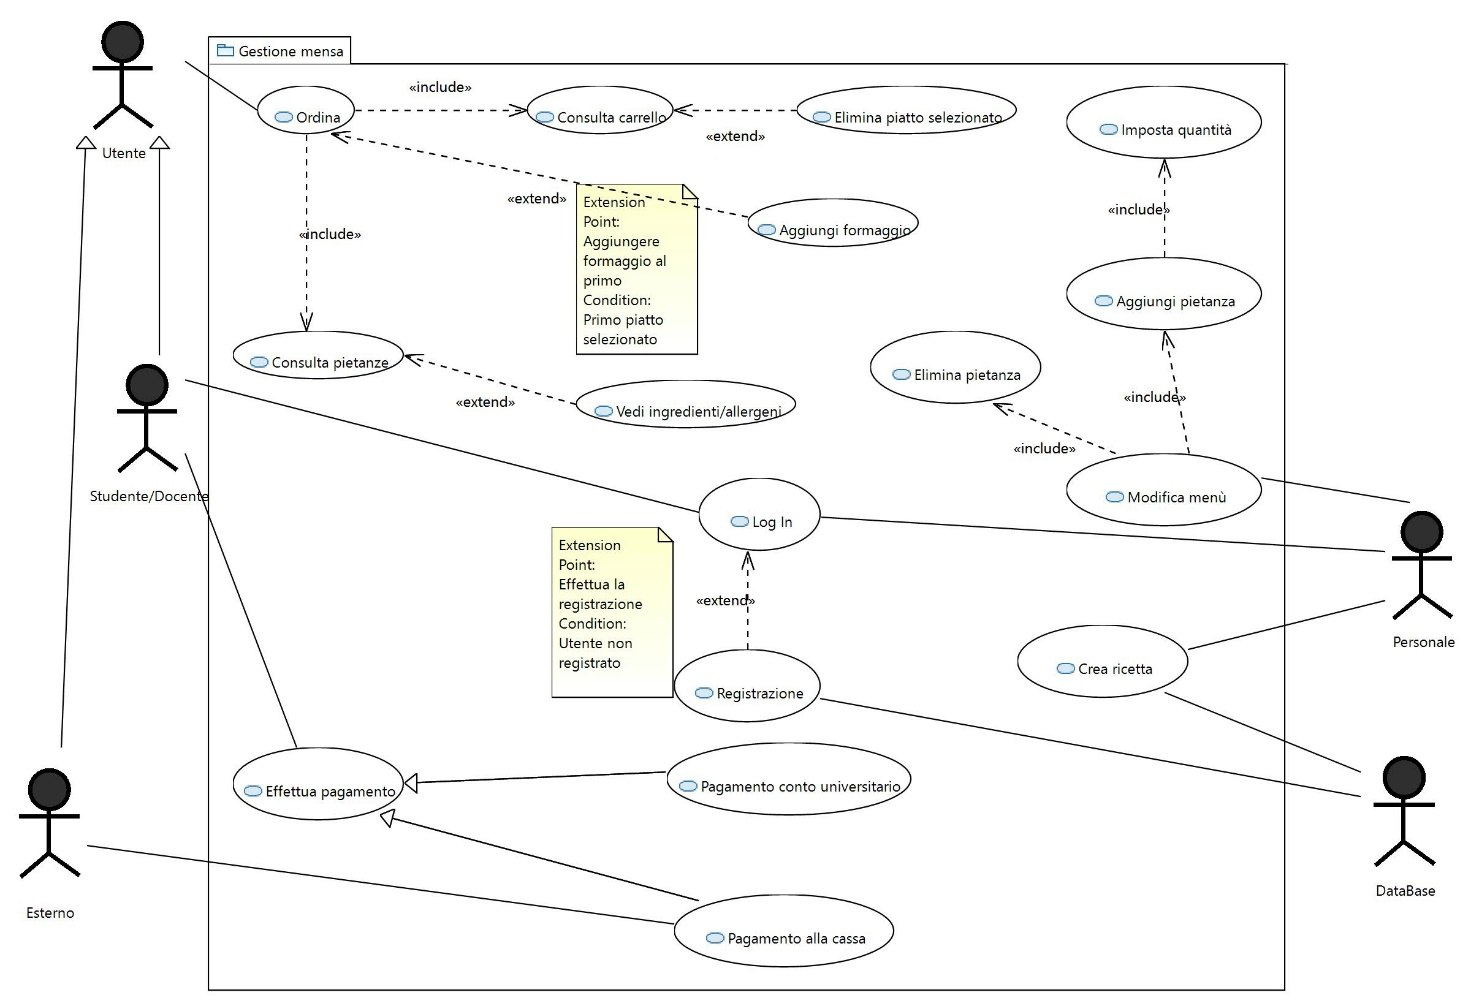 Gestione mensa
«include»
Ordina
Consulta carrello
Elimina piatto selezionato
«extend»
Imposta quantità
Utente
«extend»
Extension
Point:
Aggiungere
formaggio al
primo
Condition:
Primo piatto
selezionato
Aggiungi formaggio
«include»
«include»
Aggiungi pietanza
Consulta pietanze
Elimina pietanza
«extend»
Vedi ingredienti/allergeni
«include»
«include»
Studente/Docente
Modifica menù
Log In
Extension
Point:
Effettua la
registrazione
Condition:
Utente non
registrato
«extend»
Personale
Crea ricetta
Registrazione
Effettua pagamento
Pagamento conto universitario
DataBase
Esterno
Pagamento alla cassa